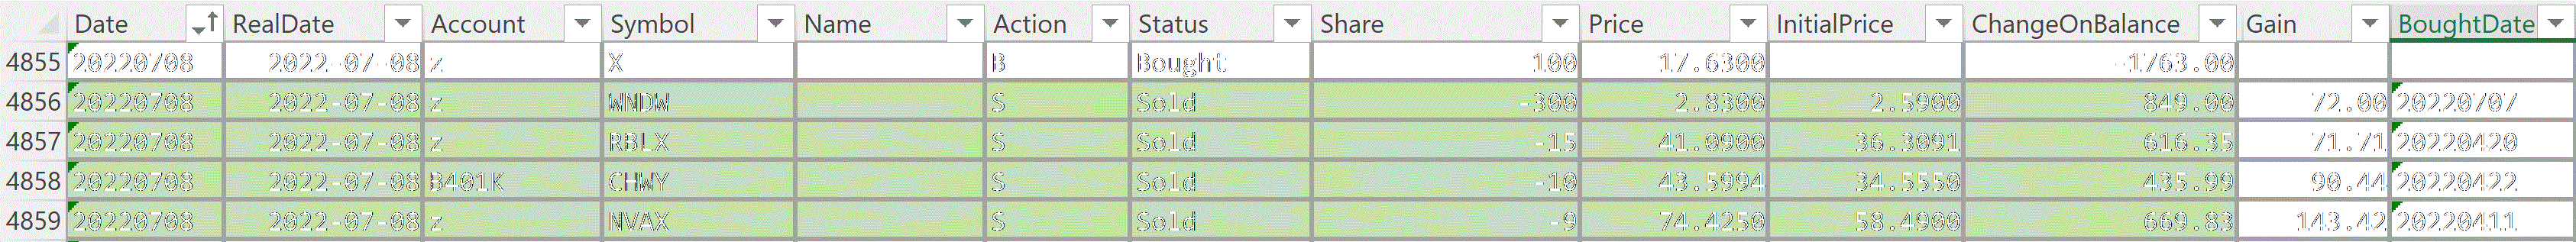 Date RealDate Account Symbol Name Action Status Share Price InitialPrice ChangeOnBalance Gain BoughtDate
4855 20220708 2022-07-08 z X B Bought 100 17.6300 -1763.00
4856 20220708 2022-07-08 z WNDW S Sold -300 2.8300 2.5900 849.00 72.00 20220707
4857 20220708 2022-07-08 z RBLX S Sold -15 41.0900 36.3091 616.35 71.71 20220420
4858 20220708 2022-07-08 B401K S Sold CHWY -10 43.5994 34.5550 435.99 90.44 20220422
4859 20220708 2022-07-08 z NVAX S Sold -9 74.4250 58.4900 669.83 143.42 20220411